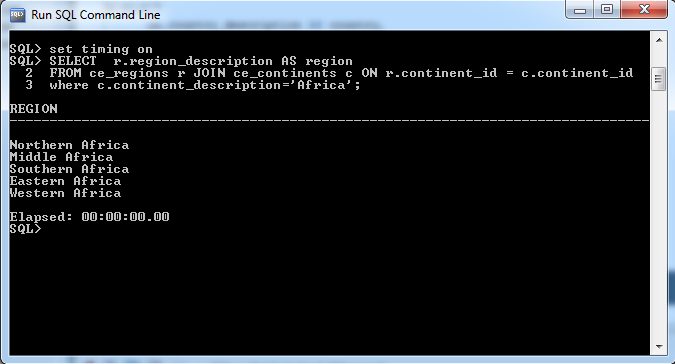 Run SQL Command Line
SQL> set timing on
SQL> SELECT  r.region_description AS region
  2  FROM ce_regions r JOIN ce_continents c ON r.continent_id = c.continent_id
  3  where c.continent_description='Africa';
REGION
--------------------------------------------------------------------------------
Northern Africa
Middle Africa
Southern Africa
Eastern Africa
Western Africa
Elapsed: 00:00:00.00
SQL>